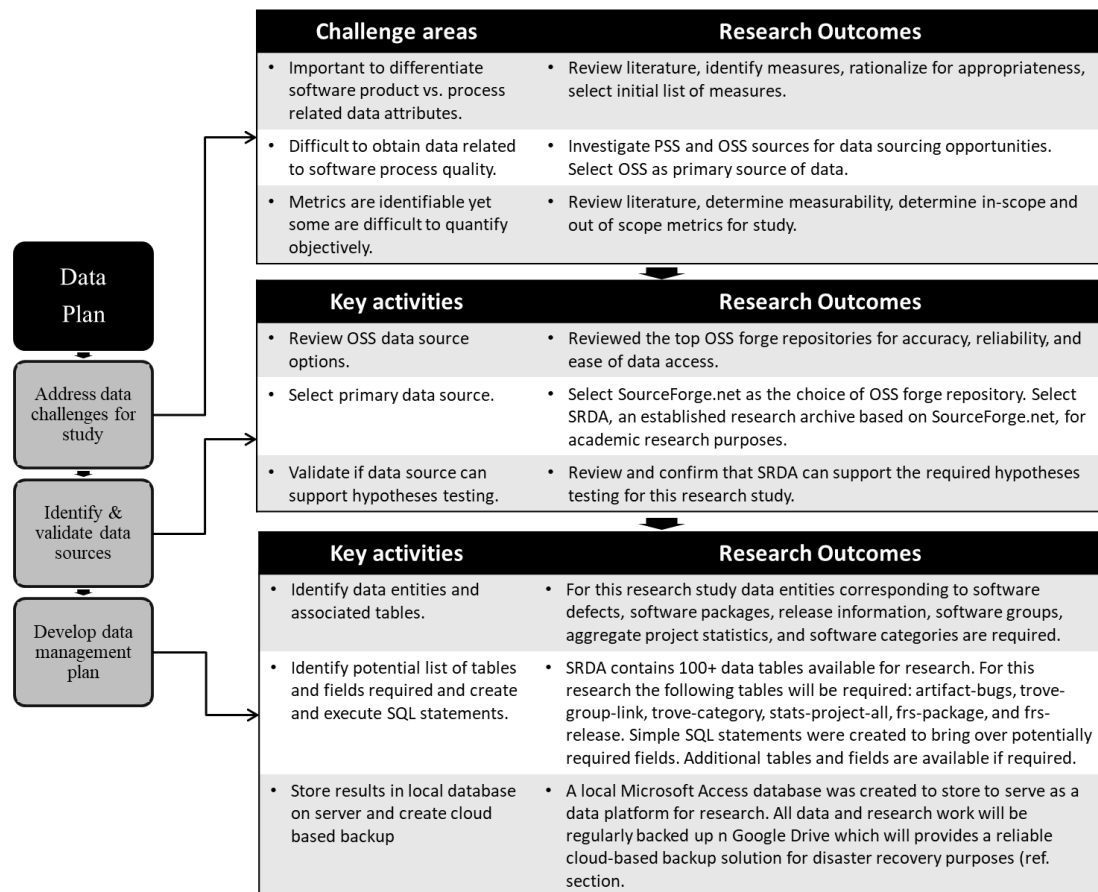 Data
Plan
Address data
challenges for
study
Identify &
validate data
sources
Develop data
management
plan
Challenge areas
Research Outcomes
• Important to differentiate
software product vs. process
related data attributes.
• Review literature, identify measures, rationalize for appropriateness,
select initial list of measures.
• Difficult to obtain data related
to software process quality.
• Investigate PSS and OSS sources for data sourcing opportunities.
Select OSS as primary source of data.
• Metrics are identifiable yet
some are difficult to quantify
objectively.
• Review literature, determine measurability, determine in-scope and
out of scope metrics for study.
Key activities
Research Outcomes
• Review OSS data source
options.
• Reviewed the top OSS forge repositories for accuracy, reliability, and
ease of data access.
• Select primary data source.
• Select SourceForge.net as the choice of OSS forge repository. Select
SRDA, an established research archive based on SourceForge.net, for
academic research purposes.
• Validate if data source can
support hypotheses testing.
• Review and confirm that SRDA can support the required hypotheses
testing for this research study.
Key activities
Research Outcomes
• Identify data entities and
associated tables.
• For this research study data entities corresponding to software
defects, software packages, release information, software groups,
aggregate project statistics, and software categories are required.
• Identify potential list of tables
and fields required and create
and execute SQL statements.
• SRDA contains 100+ data tables available for research. For this
research the following tables will be required: artifact-bugs, trove-
group-link, trove-category, stats-project-all, frs-package, and frs-
release. Simple SQL statements were created to bring over potentially
required fields. Additional tables and fields are available if required.
• Store results in local database
on server and create cloud
based backup
• A local Microsoft Access database was created to store to serve as a
data platform for research. All data and research work will be
regularly backed up n Google Drive which will provides a reliable
cloud-based backup solution for disaster recovery purposes (ref.
section.